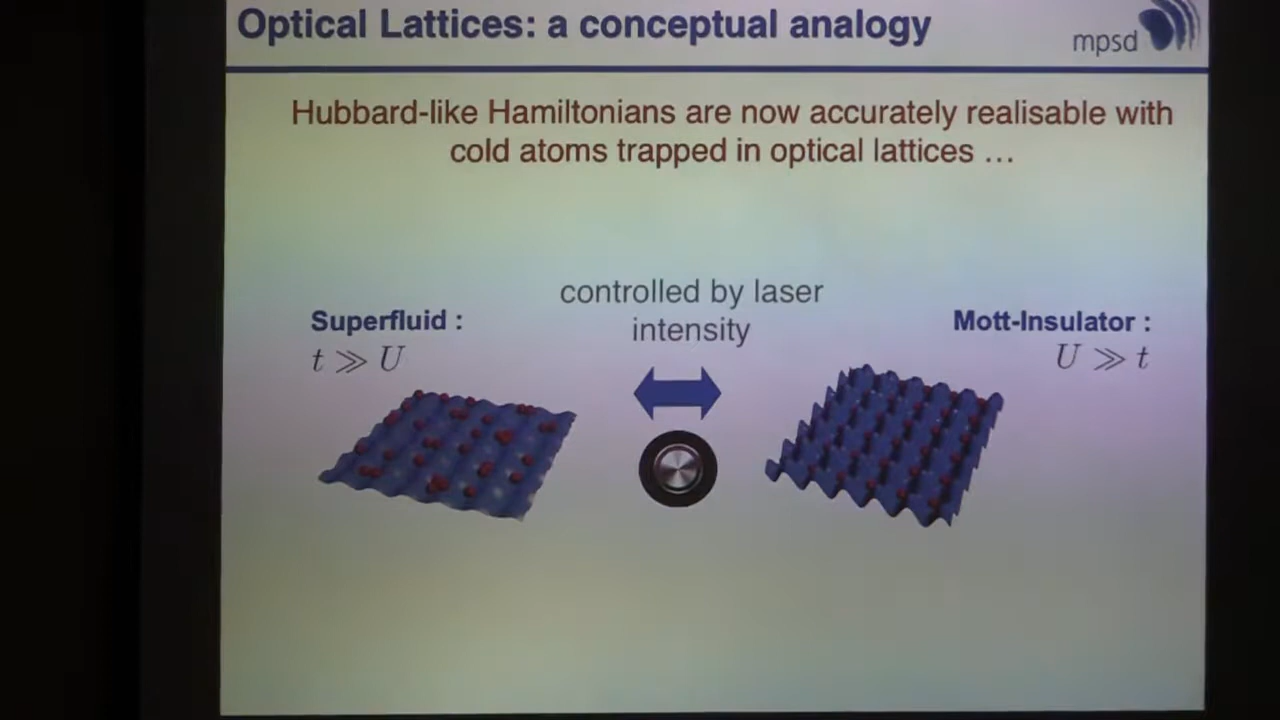 Optical Lattices: a conceptual analogy
mpsd
Hubbard-like Hamiltonians are now accurately realisable with
cold atoms trapped in optical lattices …
controlled by laser
intensity
Superfluid :
t ≫ U
Mott-Insulator :
U ≫ t